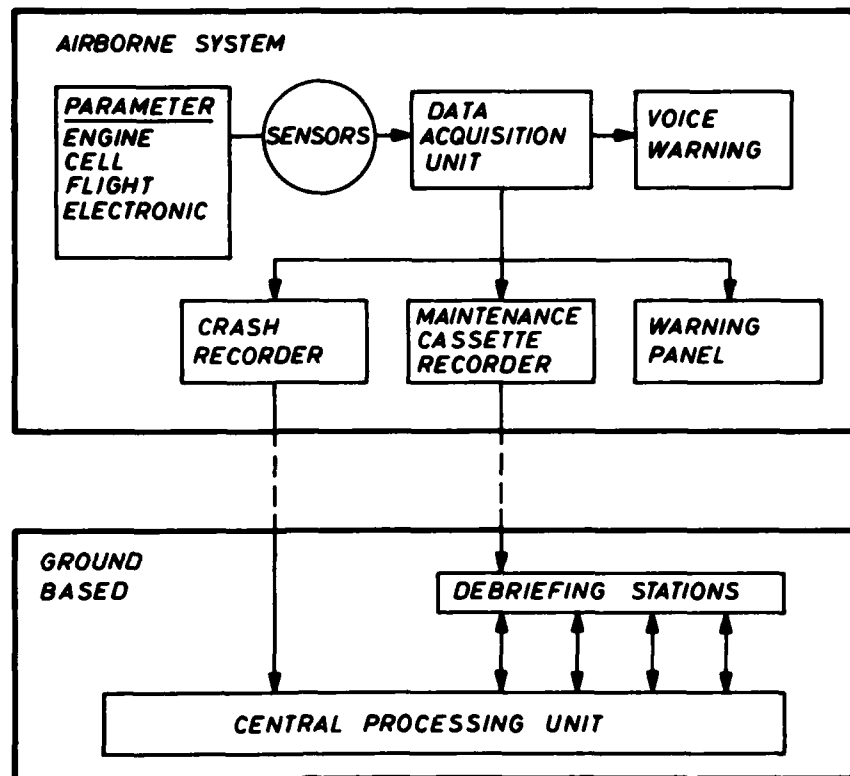 AIRBORNE SYSTEM
PARAMETER
ENGINE
CELL
FLIGHT
ELECTRONIC
SENSORS
DATA
ACQUISITION
UNIT
VOICE
WARNING
CRASH
RECORDER
MAINTENANCE
CASSETTE
RECORDER
WARNING
PANEL
GROUND
BASED
DEBRIEFING STATIONS
CENTRAL PROCESSING UNIT